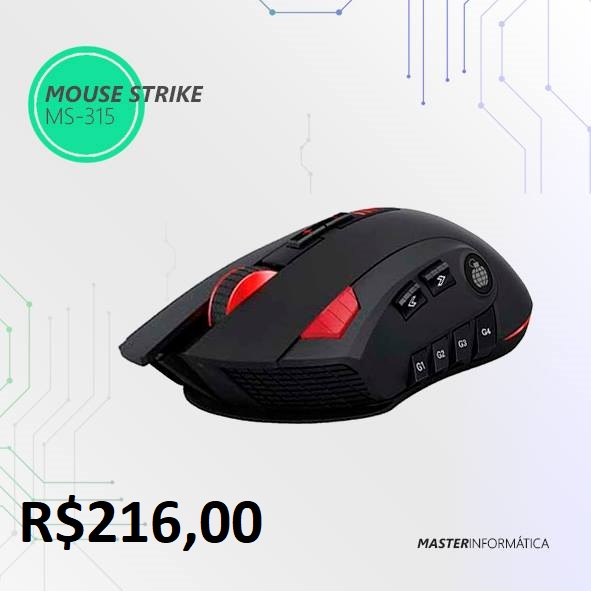 MOUSE STRIKE
MS-315
G1 G2 G3 G4
R$216,00
MASTERINFORMÁTICA